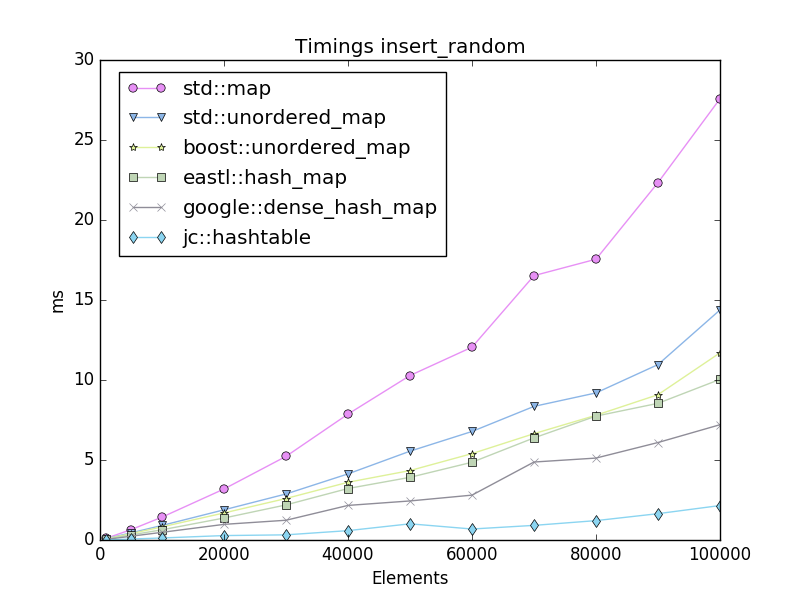 Timings insert_random
30
25
20
15
10
5
0
ms
std::map
std::unordered_map
boost::unordered_map
eastl::hash_map
google::dense_hash_map
jc::hashtable
0 20000 40000 60000 80000 100000
Elements